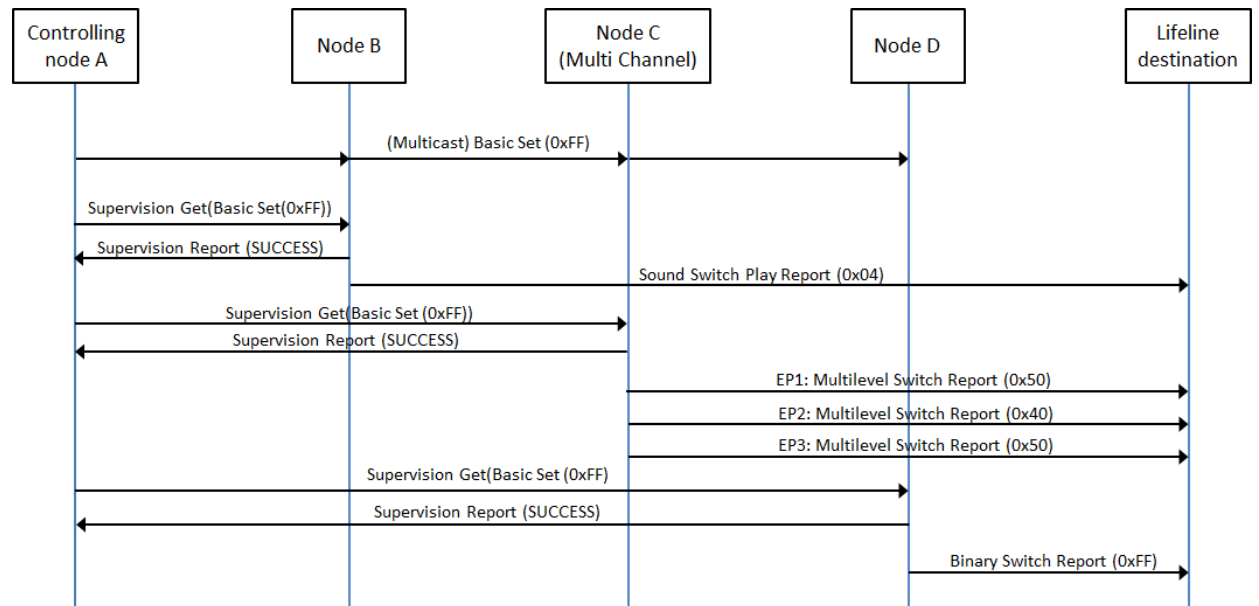 Controlling
node A
Node B
Node C
(Multi Channel)
Node D
Lifeline
destination
(Multicast) Basic Set (0xFF)
Supervision Get(Basic Set(0xFF))
Supervision Report (SUCCESS)
Sound Switch Play Report (0x04)
Supervision Get(Basic Set (0xFF))
Supervision Report (SUCCESS)
EP1: Multilevel Switch Report (0x50)
EP2: Multilevel Switch Report (0x40)
EP3: Multilevel Switch Report (0x50)
Supervision Get(Basic Set (0xFF)
Supervision Report (SUCCESS)
Binary Switch Report (0xFF)